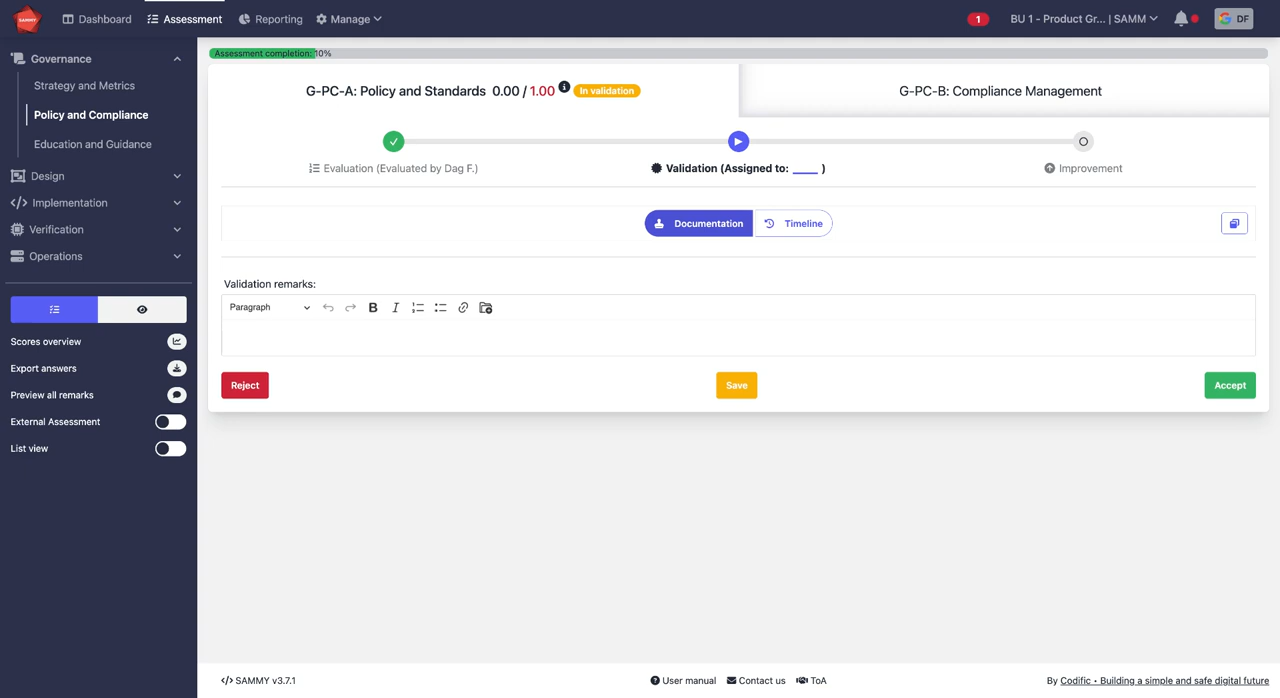 SAMMY
Dashboard
Assessment
Reporting
Manage
1
BU 1 - Product Gr... | SAMM
DF
Governance
Strategy and Metrics
Policy and Compliance
Education and Guidance
Design
Implementation
Verification
Operations
Scores overview
Export answers
Preview all remarks
External Assessment
List view
Assessment completion: 10%
G-PC-A: Policy and Standards 0.00 / 1.00 In validation
G-PC-B: Compliance Management
Evaluation (Evaluated by Dag F.)
Validation (Assigned to: ____ )
Improvement
Documentation
Timeline
Validation remarks:
Paragraph
Reject
Save
Accept
</> SAMMY v3.7.1
User manual
Contact us
ToA
By Codific • Building a simple and safe digital future